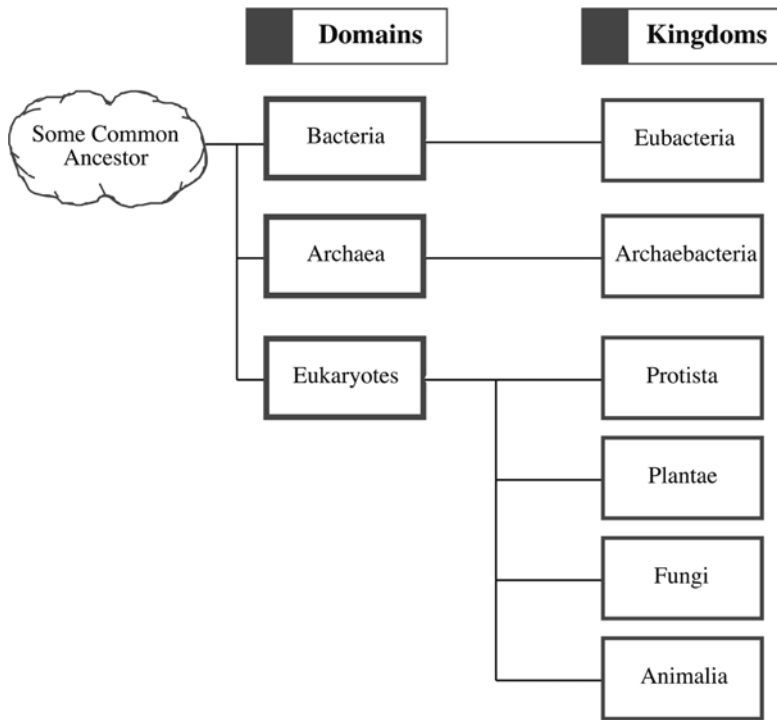 Domains
Kingdoms
Some Common
Ancestor
Bacteria
Eubacteria
Archaea
Archaebacteria
Eukaryotes
Protista
Plantae
Fungi
Animalia